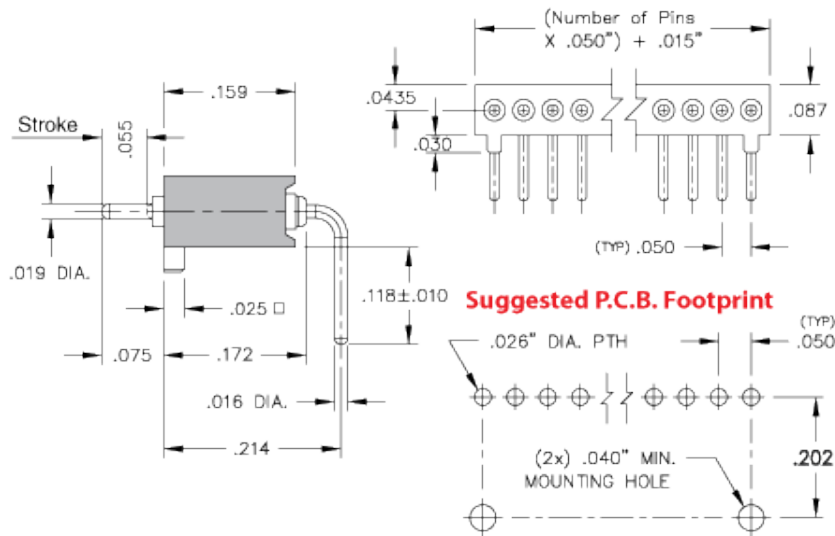 (Number of Pins
X .050") + .015"
.159
.0435
.087
Stroke
.055
.030
(TYP) .050
.019 DIA.
.025 □
.118±.010
Suggested P.C.B. Footprint
(TYP)
.050
.026" DIA. PTH
.075
.172
.016 DIA.
.214
.202
(2x) .040" MIN.
MOUNTING HOLE